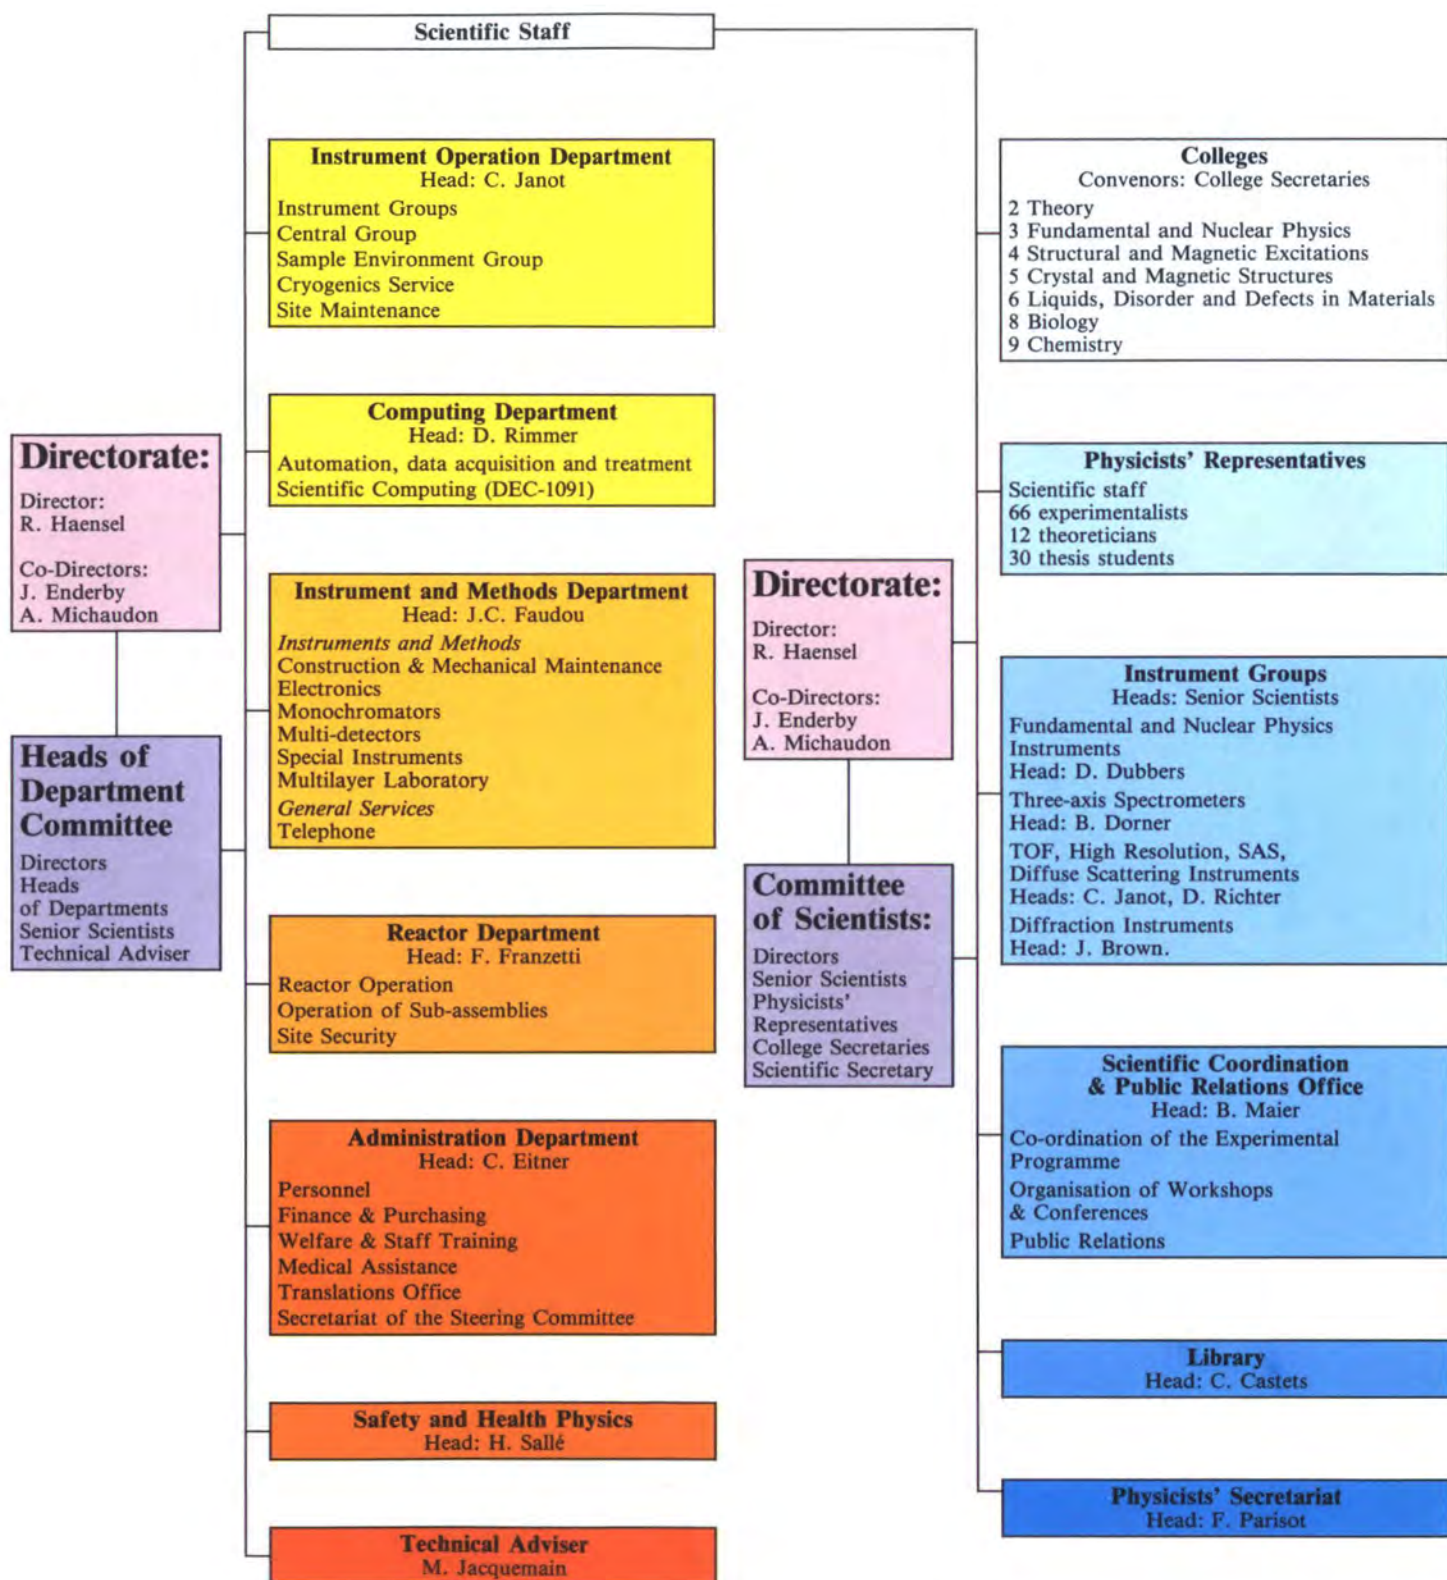 Scientific Staff
Instrument Operation Department
Head: C. Janot
Instrument Groups
Central Group
Sample Environment Group
Cryogenics Service
Site Maintenance
Computing Department
Head: D. Rimmer
Automation, data acquisition and treatment
Scientific Computing (DEC-1091)
Directorate:
Director:
R. Haensel
Co-Directors:
J. Enderby
A. Michaudon
Heads of
Department
Committee
Directors
Heads
of Departments
Senior Scientists
Technical Adviser
Instrument and Methods Department
Head: J.C. Faudou
Instruments and Methods
Construction & Mechanical Maintenance
Electronics
Monochromators
Multi-detectors
Special Instruments
Multilayer Laboratory
General Services
Telephone
Reactor Department
Head: F. Franzetti
Reactor Operation
Operation of Sub-assemblies
Site Security
Administration Department
Head: C. Eitner
Personnel
Finance & Purchasing
Welfare & Staff Training
Medical Assistance
Translations Office
Secretariat of the Steering Committee
Safety and Health Physics
Head: H. Sallé
Technical Adviser
M. Jacquemain
Colleges
Convenors: College Secretaries
2 Theory
3 Fundamental and Nuclear Physics
4 Structural and Magnetic Excitations
5 Crystal and Magnetic Structures
6 Liquids, Disorder and Defects in Materials
8 Biology
9 Chemistry
Physicists' Representatives
Scientific staff
66 experimentalists
12 theoreticians
30 thesis students
Directorate:
Director:
R. Haensel
Co-Directors:
J. Enderby
A. Michaudon
Committee
of Scientists:
Directors
Senior Scientists
Physicists'
Representatives
College Secretaries
Scientific Secretary
Instrument Groups
Heads: Senior Scientists
Fundamental and Nuclear Physics
Instruments
Head: D. Dubbers
Three-axis Spectrometers
Head: B. Dorner
TOF, High Resolution, SAS,
Diffuse Scattering Instruments
Heads: C. Janot, D. Richter
Diffraction Instruments
Head: J. Brown.
Scientific Coordination
& Public Relations Office
Head: B. Maier
Co-ordination of the Experimental
Programme
Organisation of Workshops
& Conferences
Public Relations
Library
Head: C. Castets
Physicists' Secretariat
Head: F. Parisot